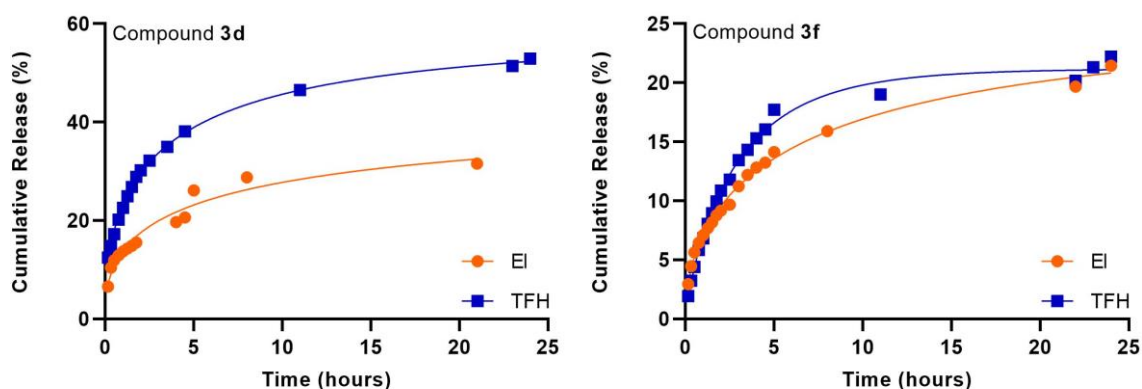 Compound 3d
Cumulative Release (%)
60
40
20
0
0 5 10 15 20 25
Time (hours)
EI
TFH
Compound 3f
Cumulative Release (%)
25
20
15
10
5
0
0 5 10 15 20 25
Time (hours)
EI
TFH